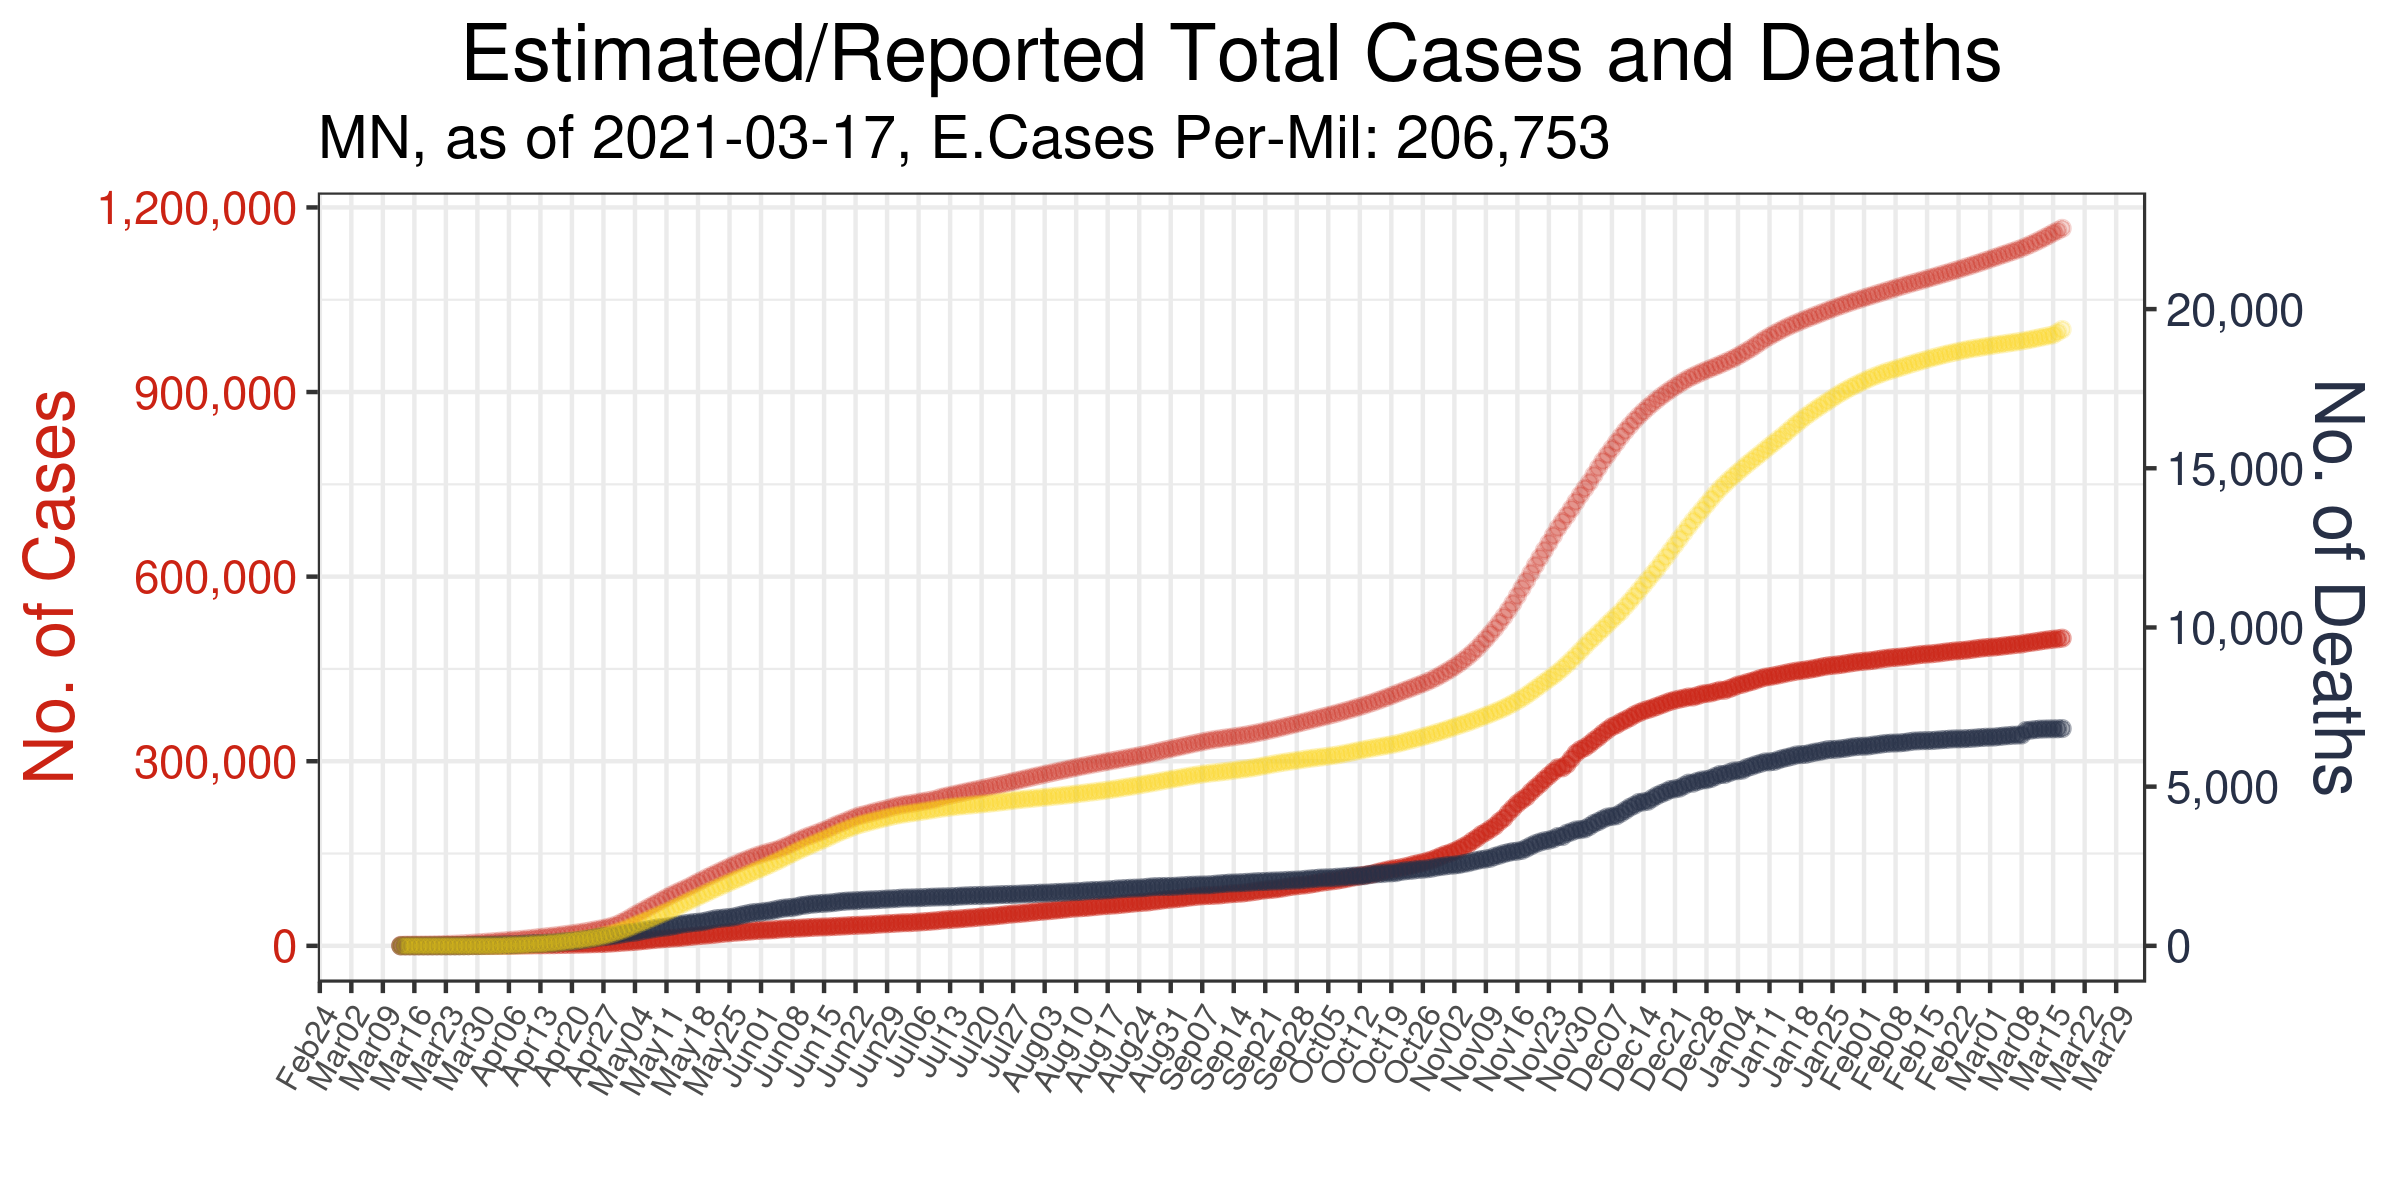 Estimated/Reported Total Cases and Deaths
MN, as of 2021-03-17, E.Cases Per-Mil: 206,753
No. of Cases
1,200,000
900,000
600,000
300,000
0
20,000
15,000
10,000
5,000
0
No. of Deaths
Feb24
Mar02
Mar09
Mar16
Mar23
Mar30
Apr06
Apr13
Apr20
Apr27
May04
May11
May18
May25
Jun01
Jun08
Jun15
Jun22
Jun29
Jul06
Jul13
Jul20
Jul27
Aug03
Aug10
Aug17
Aug24
Aug31
Sep07
Sep14
Sep21
Sep28
Oct05
Oct12
Oct19
Oct26
Nov02
Nov09
Nov16
Nov23
Nov30
Dec07
Dec14
Dec21
Dec28
Jan04
Jan11
Jan18
Jan25
Feb01
Feb08
Feb15
Feb22
Mar01
Mar08
Mar15
Mar22
Mar29